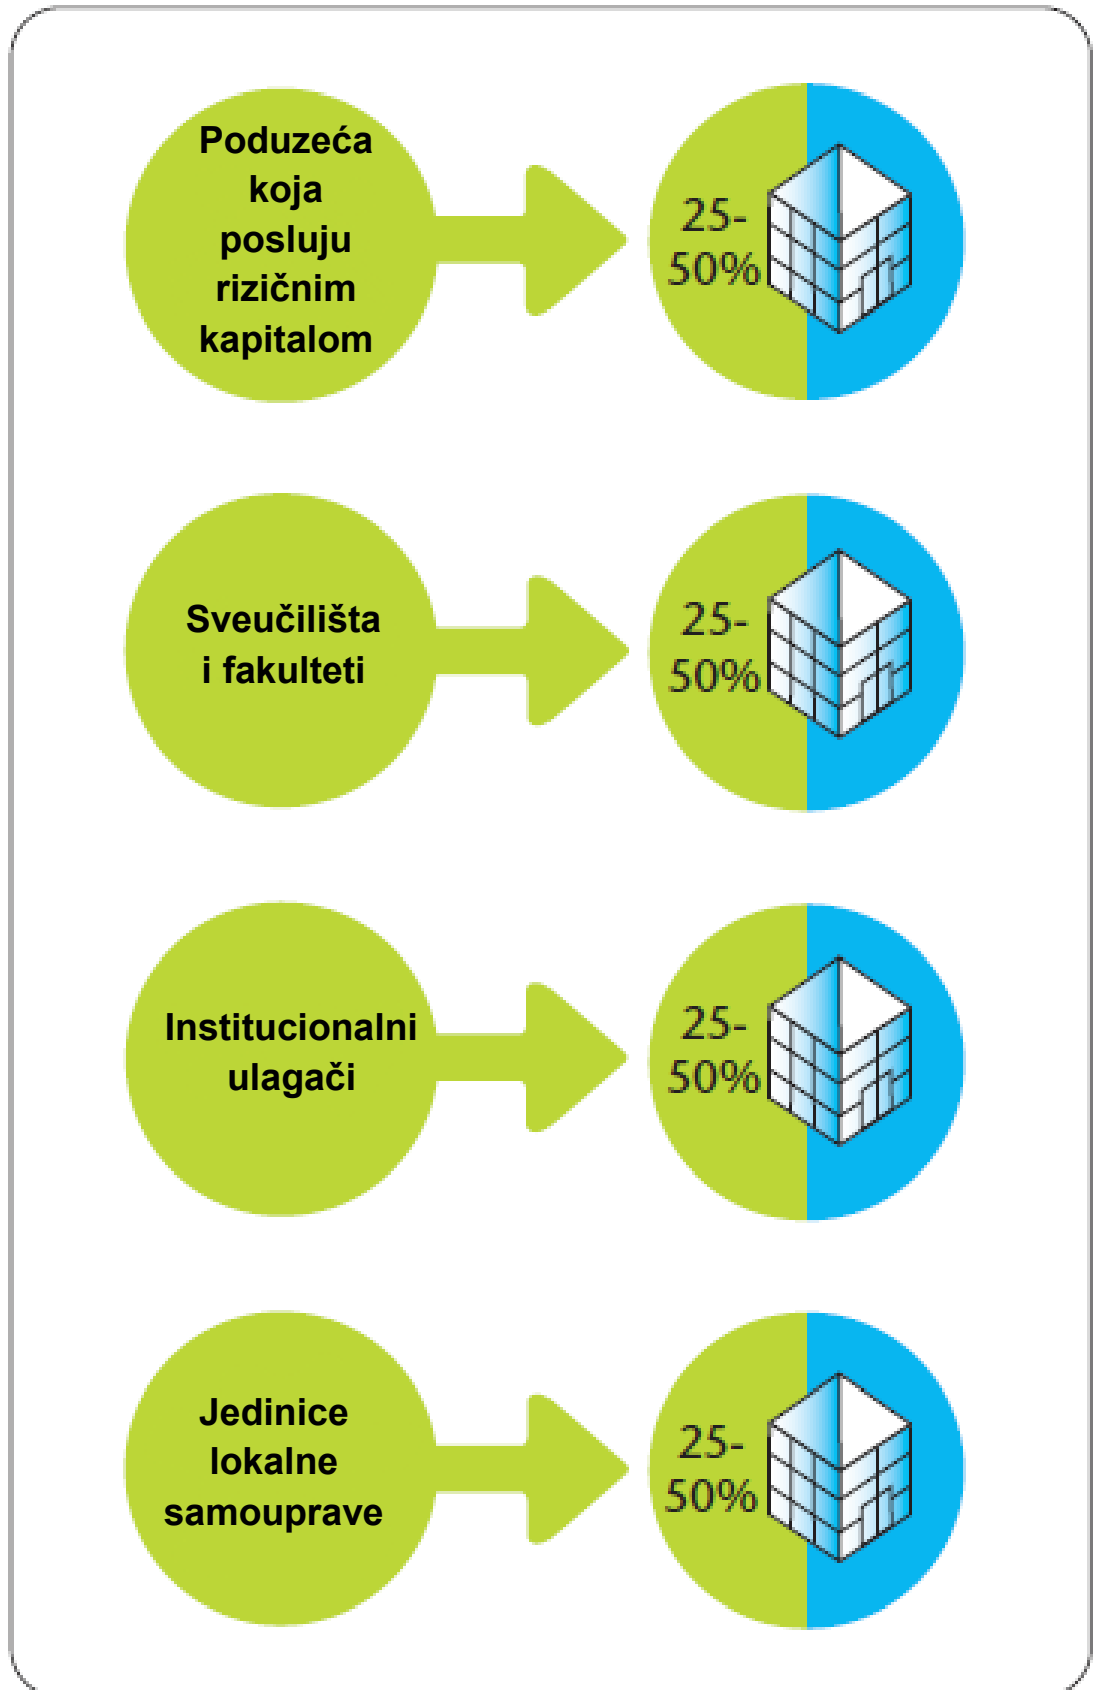 Poduzeća
koja
posluju
rizičnim
kapitalom
25-
50%
Sveučilišta
i fakulteti
25-
50%
Institucionalni
ulagači
25-
50%
Jedinice
lokalne
samouprave
25-
50%